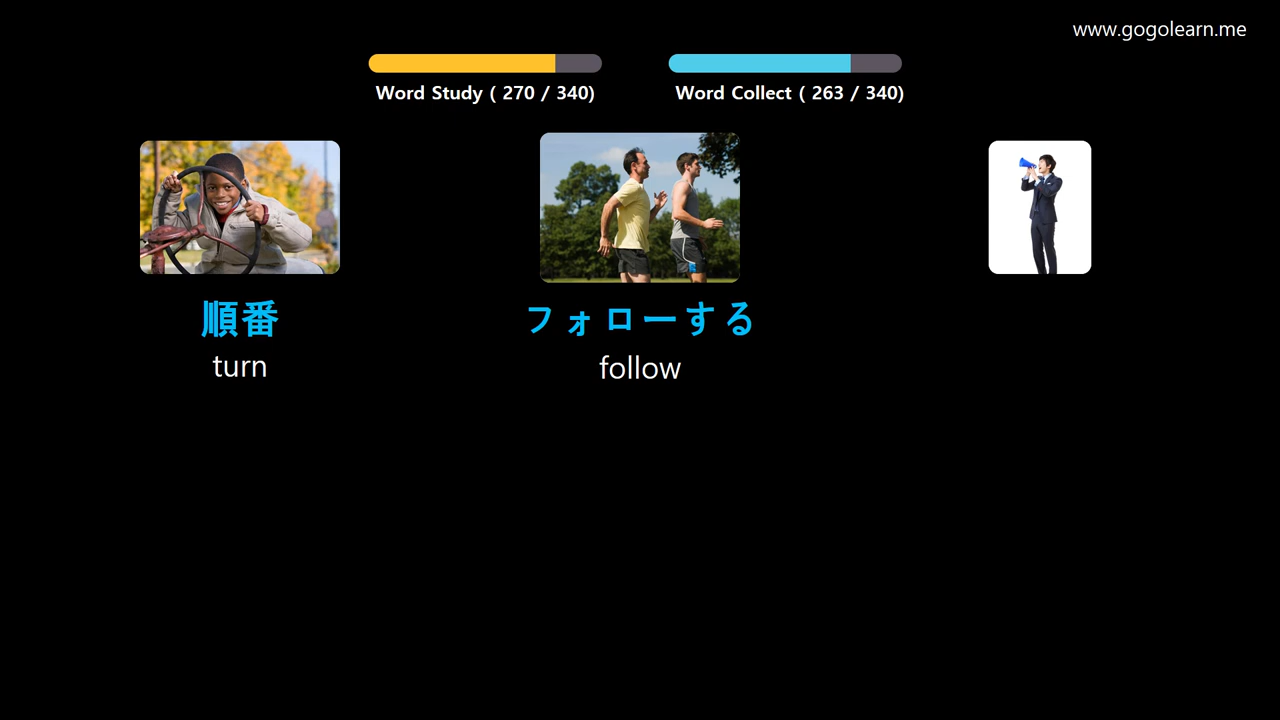 www.gogolearn.me
Word Study ( 270 / 340)
Word Collect ( 263 / 340)
順番
turn
フォローする
follow